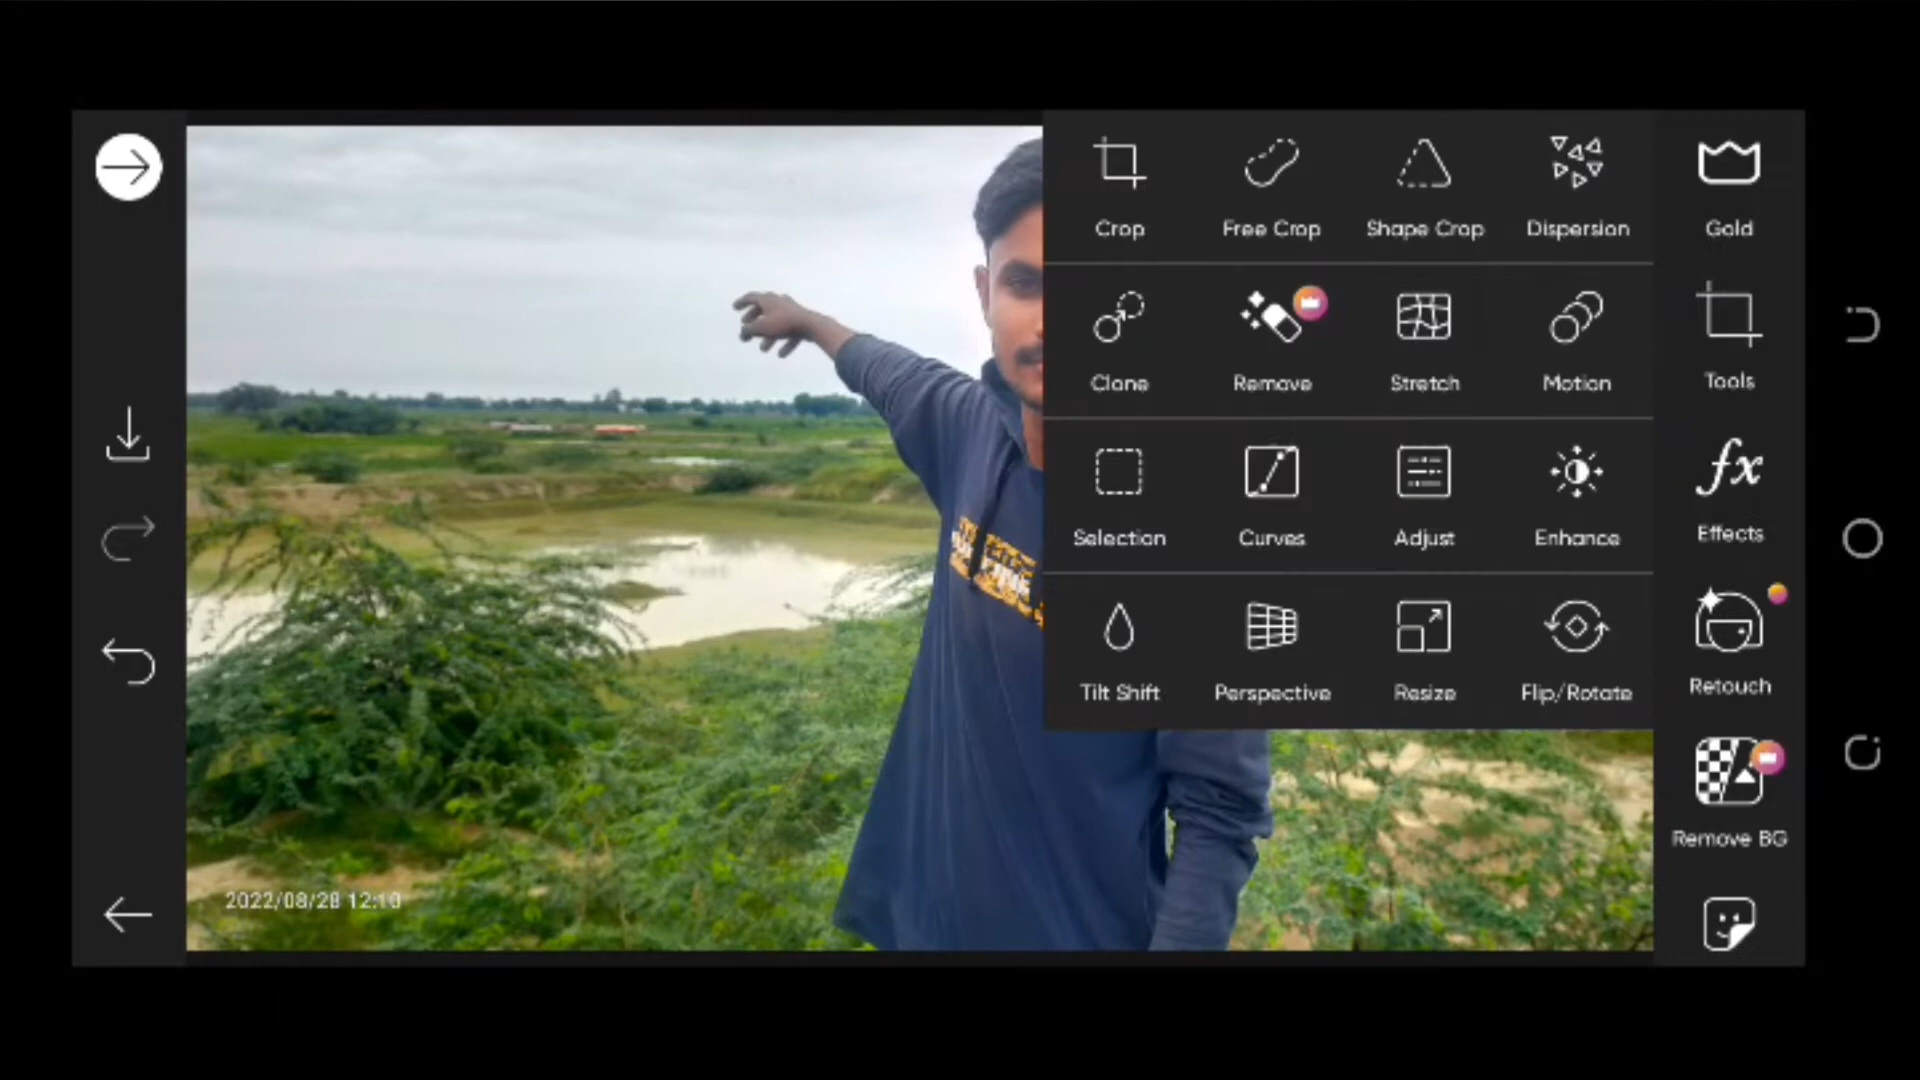 Crop Free Crop Shape Crop Dispersion Gold
Clone Remove Stretch Motion Tools
Selection Curves Adjust Enhance Effects
Tilt Shift Perspective Resize Flip/Rotate Retouch
Remove BG
2022/08/28 12:10